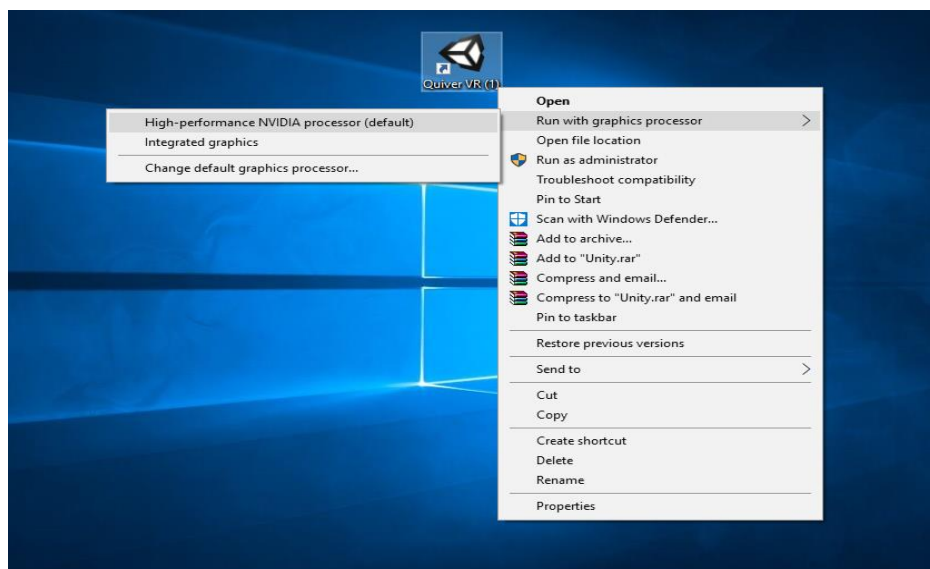 Quiver VR (1)
Open
Run with graphics processor
High-performance NVIDIA processor (default)
Integrated graphics
Change default graphics processor...
Open file location
Run as administrator
Troubleshoot compatibility
Pin to Start
Scan with Windows Defender...
Add to archive...
Add to "Unity.rar"
Compress and email...
Compress to "Unity.rar" and email
Pin to taskbar
Restore previous versions
Send to
Cut
Copy
Create shortcut
Delete
Rename
Properties